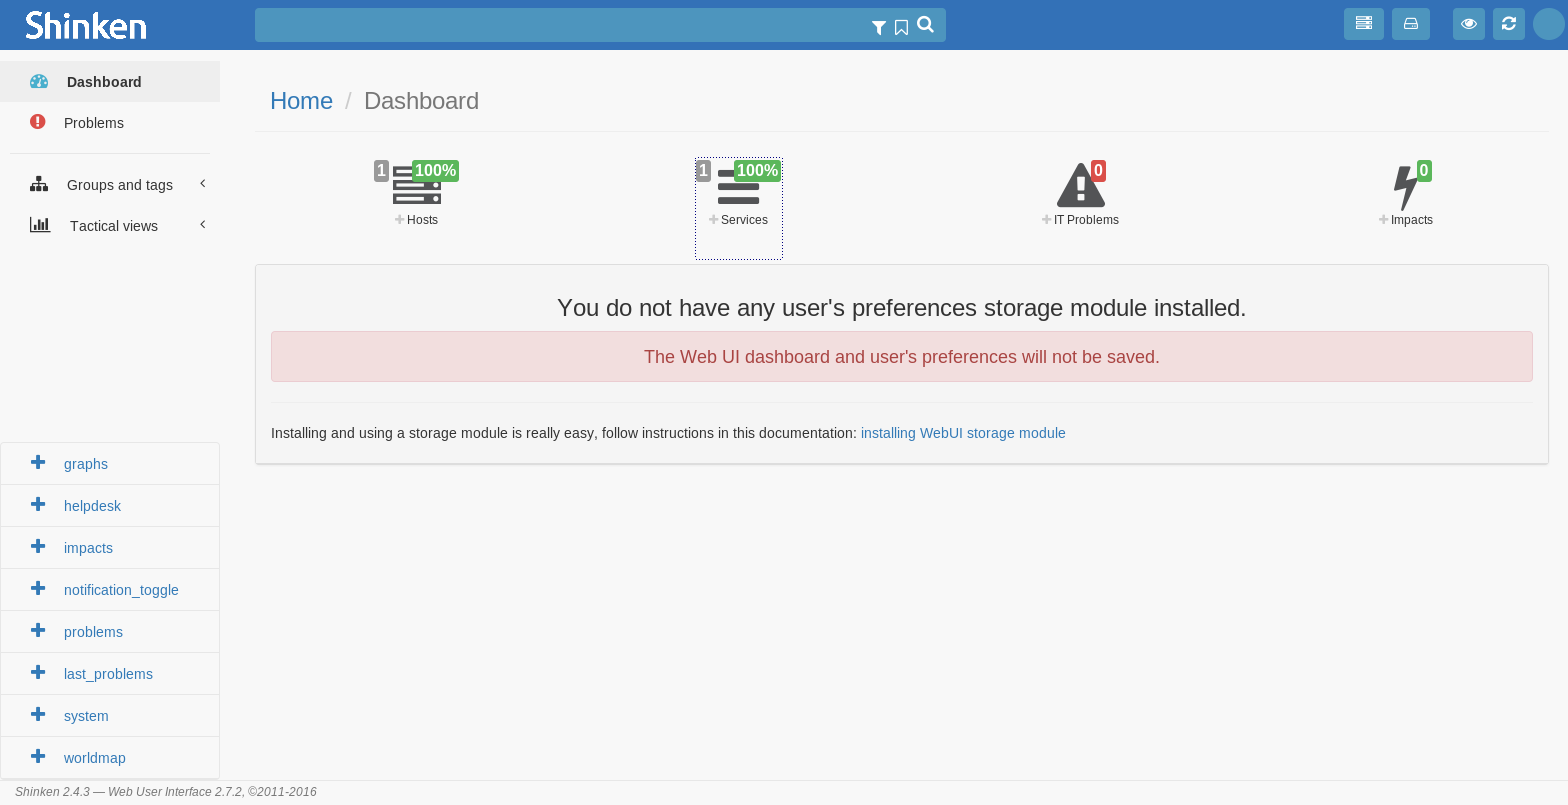 Shinken
Dashboard
Problems
Groups and tags
Tactical views
Home / Dashboard
1 100%
Hosts
1 100%
Services
0
IT Problems
0
Impacts
You do not have any user's preferences storage module installed.
The Web UI dashboard and user's preferences will not be saved.
Installing and using a storage module is really easy, follow instructions in this documentation: installing WebUI storage module
graphs
helpdesk
impacts
notification_toggle
problems
last_problems
system
worldmap
Shinken 2.4.3 — Web User Interface 2.7.2, ©2011-2016